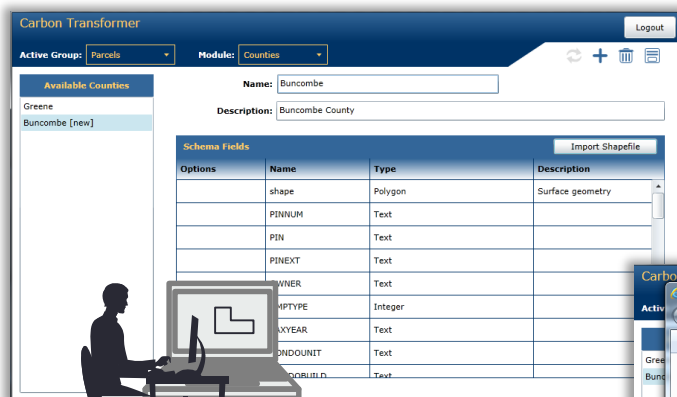 Carbon Transformer
Logout
Active Group: Parcels Module: Counties
Available Counties
Greene
Buncombe [new]
Name: Buncombe
Description: Buncombe County
Schema Fields Import Shapefile
Options Name Type Description
shape Polygon Surface geometry
PINNUM Text
PIN Text
PINEXT Text
Text
Integer
Text
Text
Text